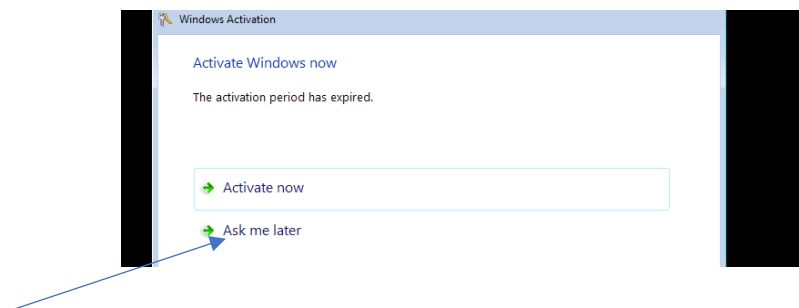 Windows Activation
Activate Windows now
The activation period has expired.
Activate now
Ask me later